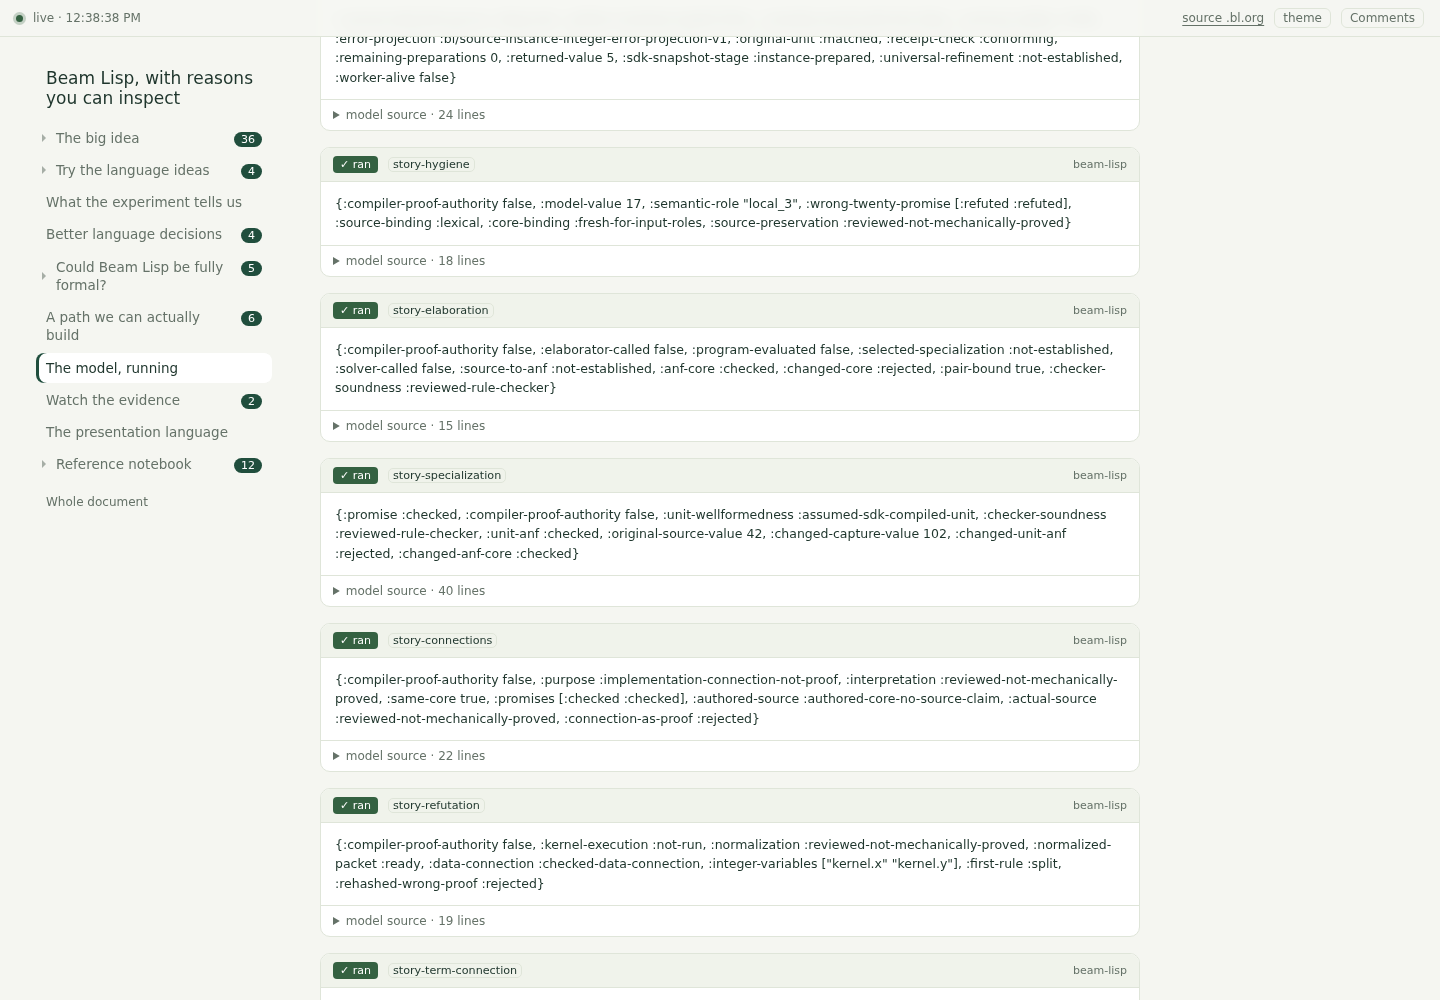 live · 12:38:38 PM
source .bl.org
theme
Comments
Beam Lisp, with reasons
you can inspect
The big idea
36
Try the language ideas
4
What the experiment tells us
Better language decisions
4
Could Beam Lisp be fully
formal?
5
A path we can actually
build
6
The model, running
Watch the evidence
2
The presentation language
Reference notebook
12
Whole document
:error-projection :bl/source-instance-integer-error-projection-v1, :original-unit :matched, :receipt-check :conforming,
:remaining-preparations 0, :returned-value 5, :sdk-snapshot-stage :instance-prepared, :universal-refinement :not-established,
:worker-alive false}
model source · 24 lines
✓ ran
story-hygiene
beam-lisp
{:compiler-proof-authority false, :model-value 17, :semantic-role "local_3", :wrong-twenty-promise [:refuted :refuted],
:source-binding :lexical, :core-binding :fresh-for-input-roles, :source-preservation :reviewed-not-mechanically-proved}
model source · 18 lines
✓ ran
story-elaboration
beam-lisp
{:compiler-proof-authority false, :elaborator-called false, :program-evaluated false, :selected-specialization :not-established,
:solver-called false, :source-to-anf :not-established, :anf-core :checked, :changed-core :rejected, :pair-bound true, :checker-
soundness :reviewed-rule-checker}
model source · 15 lines
✓ ran
story-specialization
beam-lisp
{:promise :checked, :compiler-proof-authority false, :unit-wellformedness :assumed-sdk-compiled-unit, :checker-soundness
:reviewed-rule-checker, :unit-anf :checked, :original-source-value 42, :changed-capture-value 102, :changed-unit-anf
:rejected, :changed-anf-core :checked}
model source · 40 lines
✓ ran
story-connections
beam-lisp
{:compiler-proof-authority false, :purpose :implementation-connection-not-proof, :interpretation :reviewed-not-mechanically-
proved, :same-core true, :promises [:checked :checked], :authored-source :authored-core-no-source-claim, :actual-source
:reviewed-not-mechanically-proved, :connection-as-proof :rejected}
model source · 22 lines
✓ ran
story-refutation
beam-lisp
{:compiler-proof-authority false, :kernel-execution :not-run, :normalization :reviewed-not-mechanically-proved, :normalized-
packet :ready, :data-connection :checked-data-connection, :integer-variables ["kernel.x" "kernel.y"], :first-rule :split,
:rehashed-wrong-proof :rejected}
model source · 19 lines
✓ ran
story-term-connection
beam-lisp